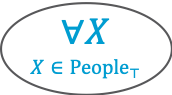 ∀X
X ∈ People⊤